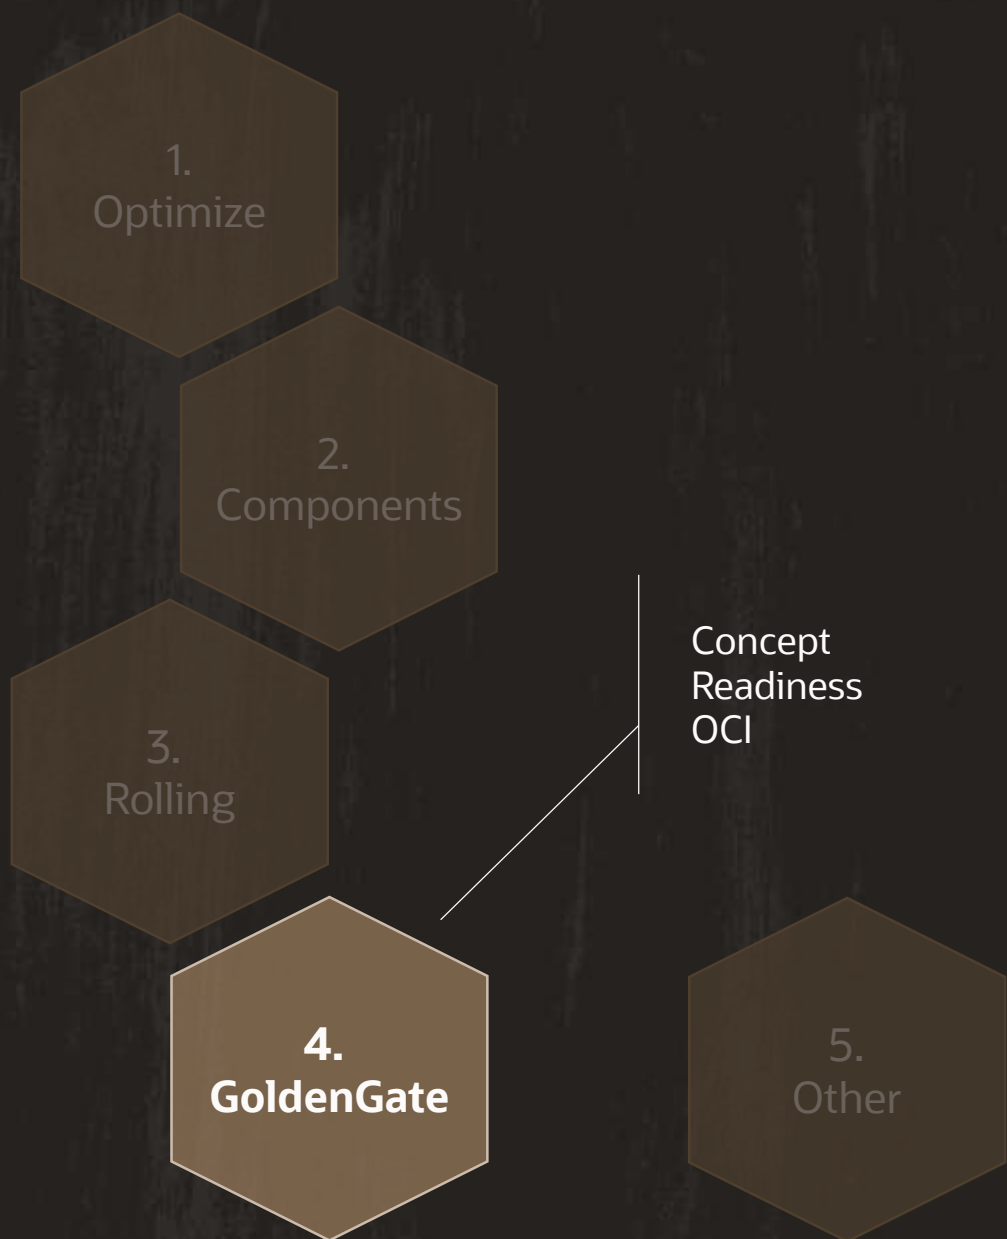 1.
Optimize
2.
Components
3.
Rolling
Concept
Readiness
OCI
4.
GoldenGate
5.
Other